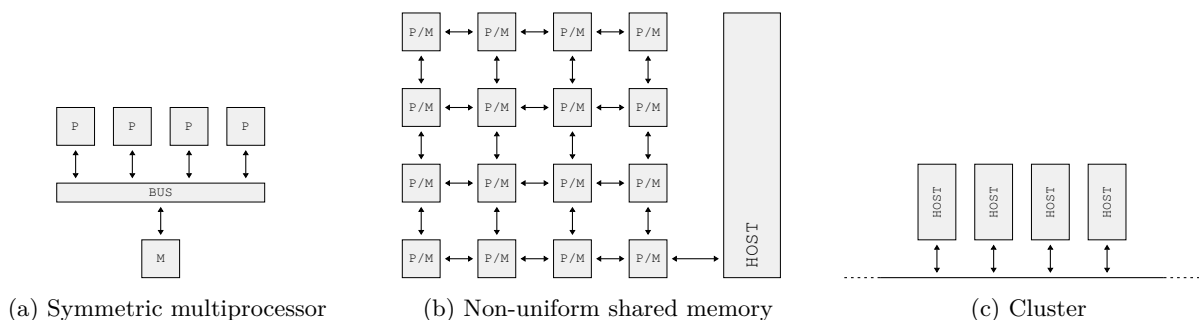 P P P P
BUS
M
(a) Symmetric multiprocessor
P/M P/M P/M P/M
P/M P/M P/M P/M
P/M P/M P/M P/M
P/M P/M P/M P/M
HOST
(b) Non-uniform shared memory
HOST HOST HOST HOST
(c) Cluster